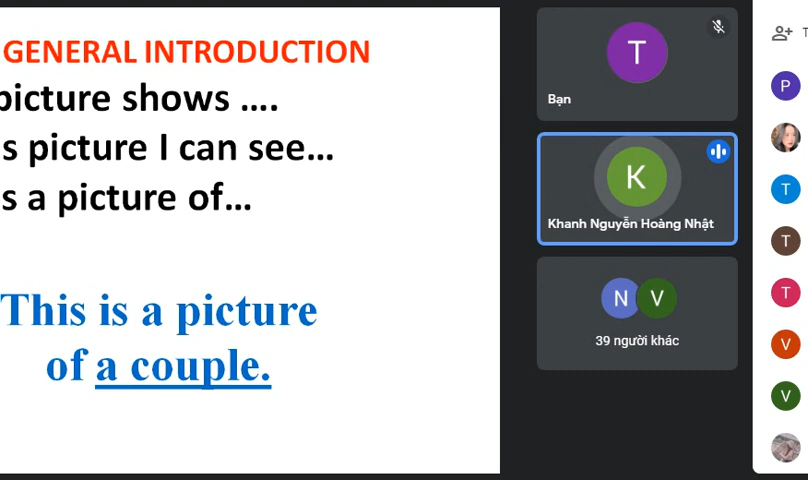 GENERAL INTRODUCTION
picture shows ....
s picture I can see...
s a picture of...
This is a picture
of a couple.
T
Bạn
K
Khanh Nguyễn Hoàng Nhật
N V
39 người khác
T
P
T
T
T
V
V